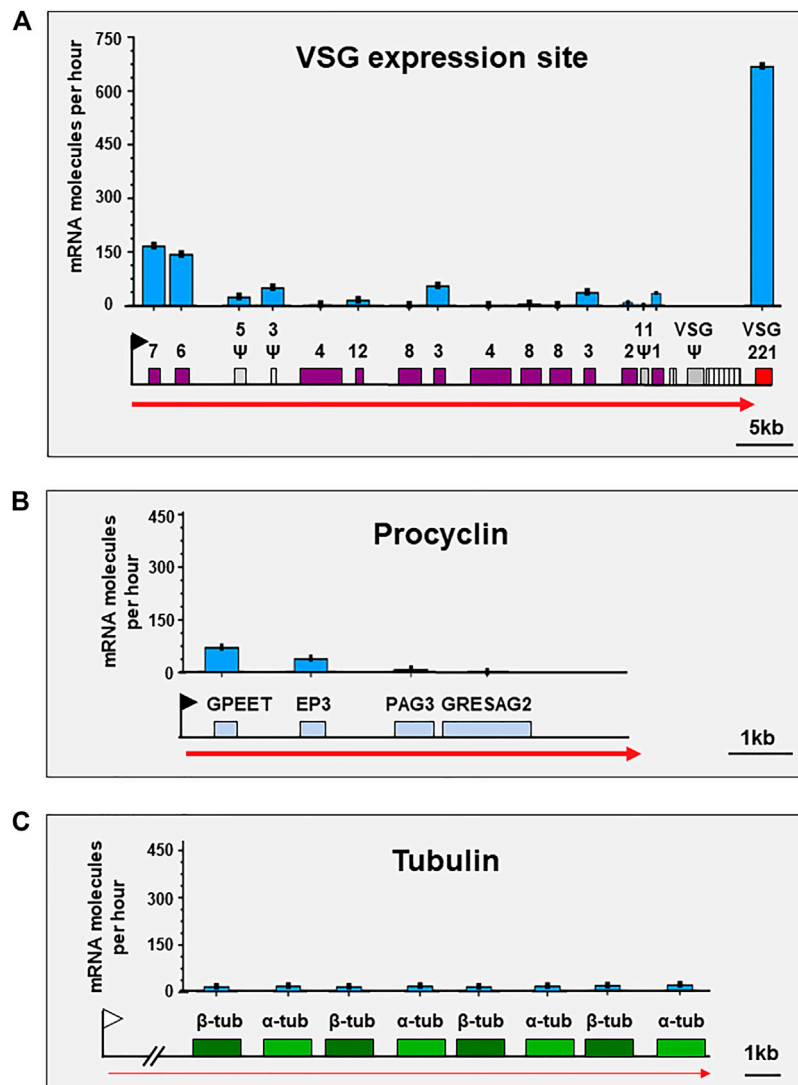 A
VSG expression site
mRNA molecules per hour
750
600
450
300
150
0
5 3 11 VSG VSG
7 6 Ψ Ψ 4 12 8 3 4 8 8 3 2 Ψ 1 Ψ 221
5kb
B
Procyclin
mRNA molecules
per hour
450
300
150
0
GPEET EP3 PAG3 GRESAG2
1kb
C
Tubulin
mRNA molecules
per hour
450
300
150
0
β-tub α-tub β-tub α-tub β-tub α-tub β-tub α-tub
1kb